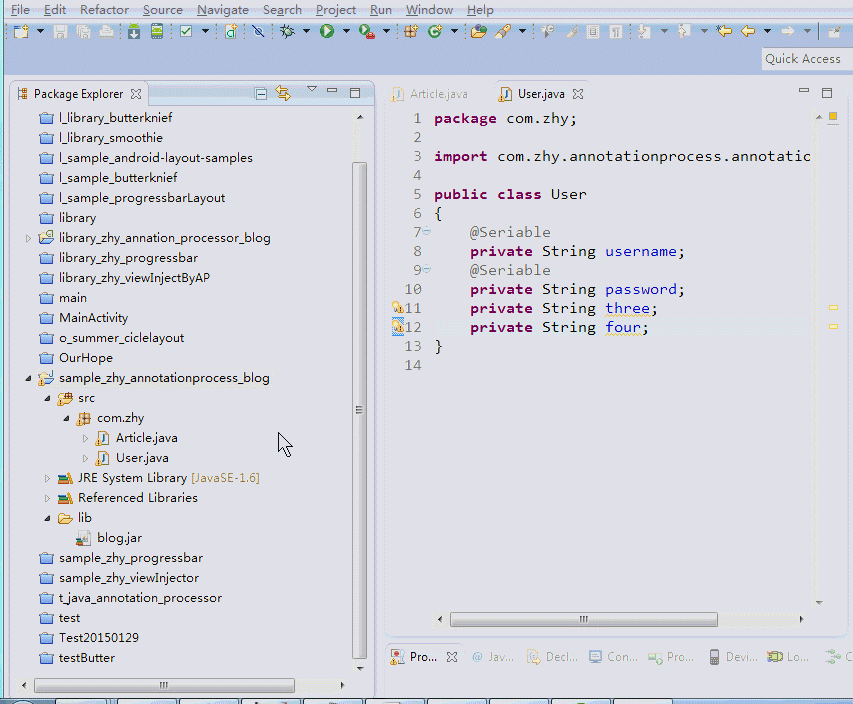 File Edit Refactor Source Navigate Search Project Run Window Help
Quick Access
Package Explorer
l_library_butterknief
l_library_smoothie
l_sample_android-layout-samples
l_sample_butterknief
l_sample_progressbarLayout
library
library_zhy_annation_processor_blog
library_zhy_progressbar
library_zhy_viewInjectByAP
main
MainActivity
o_summer_ciclelayout
OurHope
sample_zhy_annotationprocess_blog
src
com.zhy
Article.java
User.java
JRE System Library [JavaSE-1.6]
Referenced Libraries
lib
blog.jar
sample_zhy_progressbar
sample_zhy_viewInjector
t_java_annotation_processor
test
Test20150129
testButter
Article.java User.java
1 package com.zhy;
2
3 import com.zhy.annotationprocess.annotatio
4
5 public class User
6 {
7 @Seriable
8 private String username;
9 @Seriable
10 private String password;
11 private String three;
12 private String four;
13 }
14
Pro... @ Jav... Decl... Con... Pro... Devi... Lo...